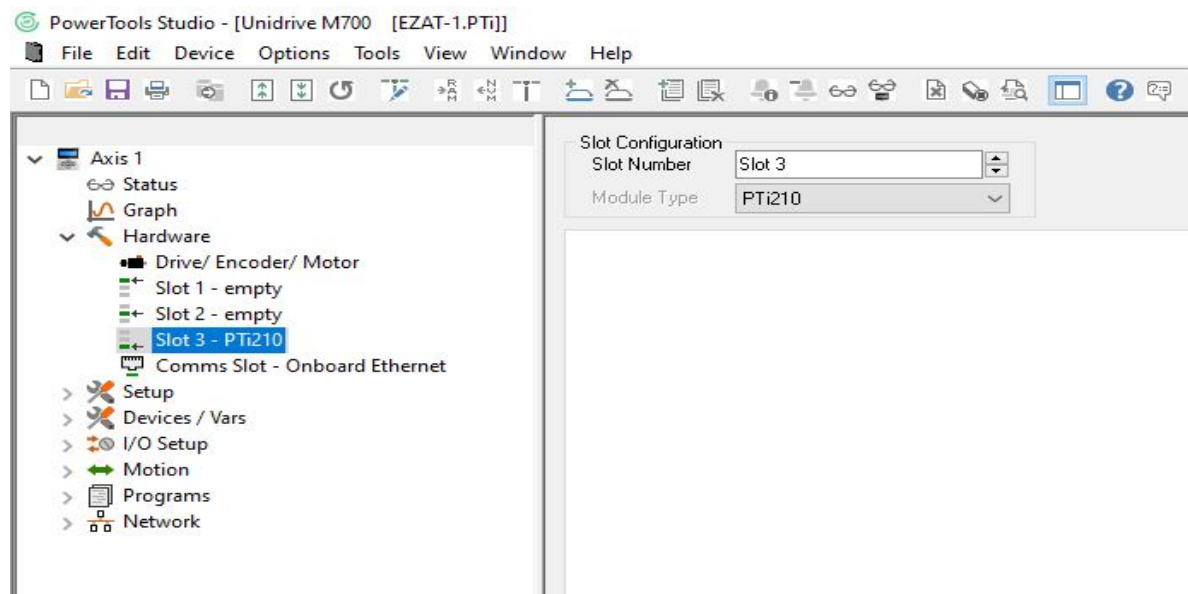 PowerTools Studio - [Unidrive M700 [EZAT-1.PTi]]
File Edit Device Options Tools View Window Help
Axis 1
Status
Graph
Hardware
Drive/ Encoder/ Motor
Slot 1 - empty
Slot 2 - empty
Slot 3 - PTi210
Comms Slot - Onboard Ethernet
Setup
Devices / Vars
I/O Setup
Motion
Programs
Network
Slot Configuration
Slot Number Slot 3
Module Type PTi210